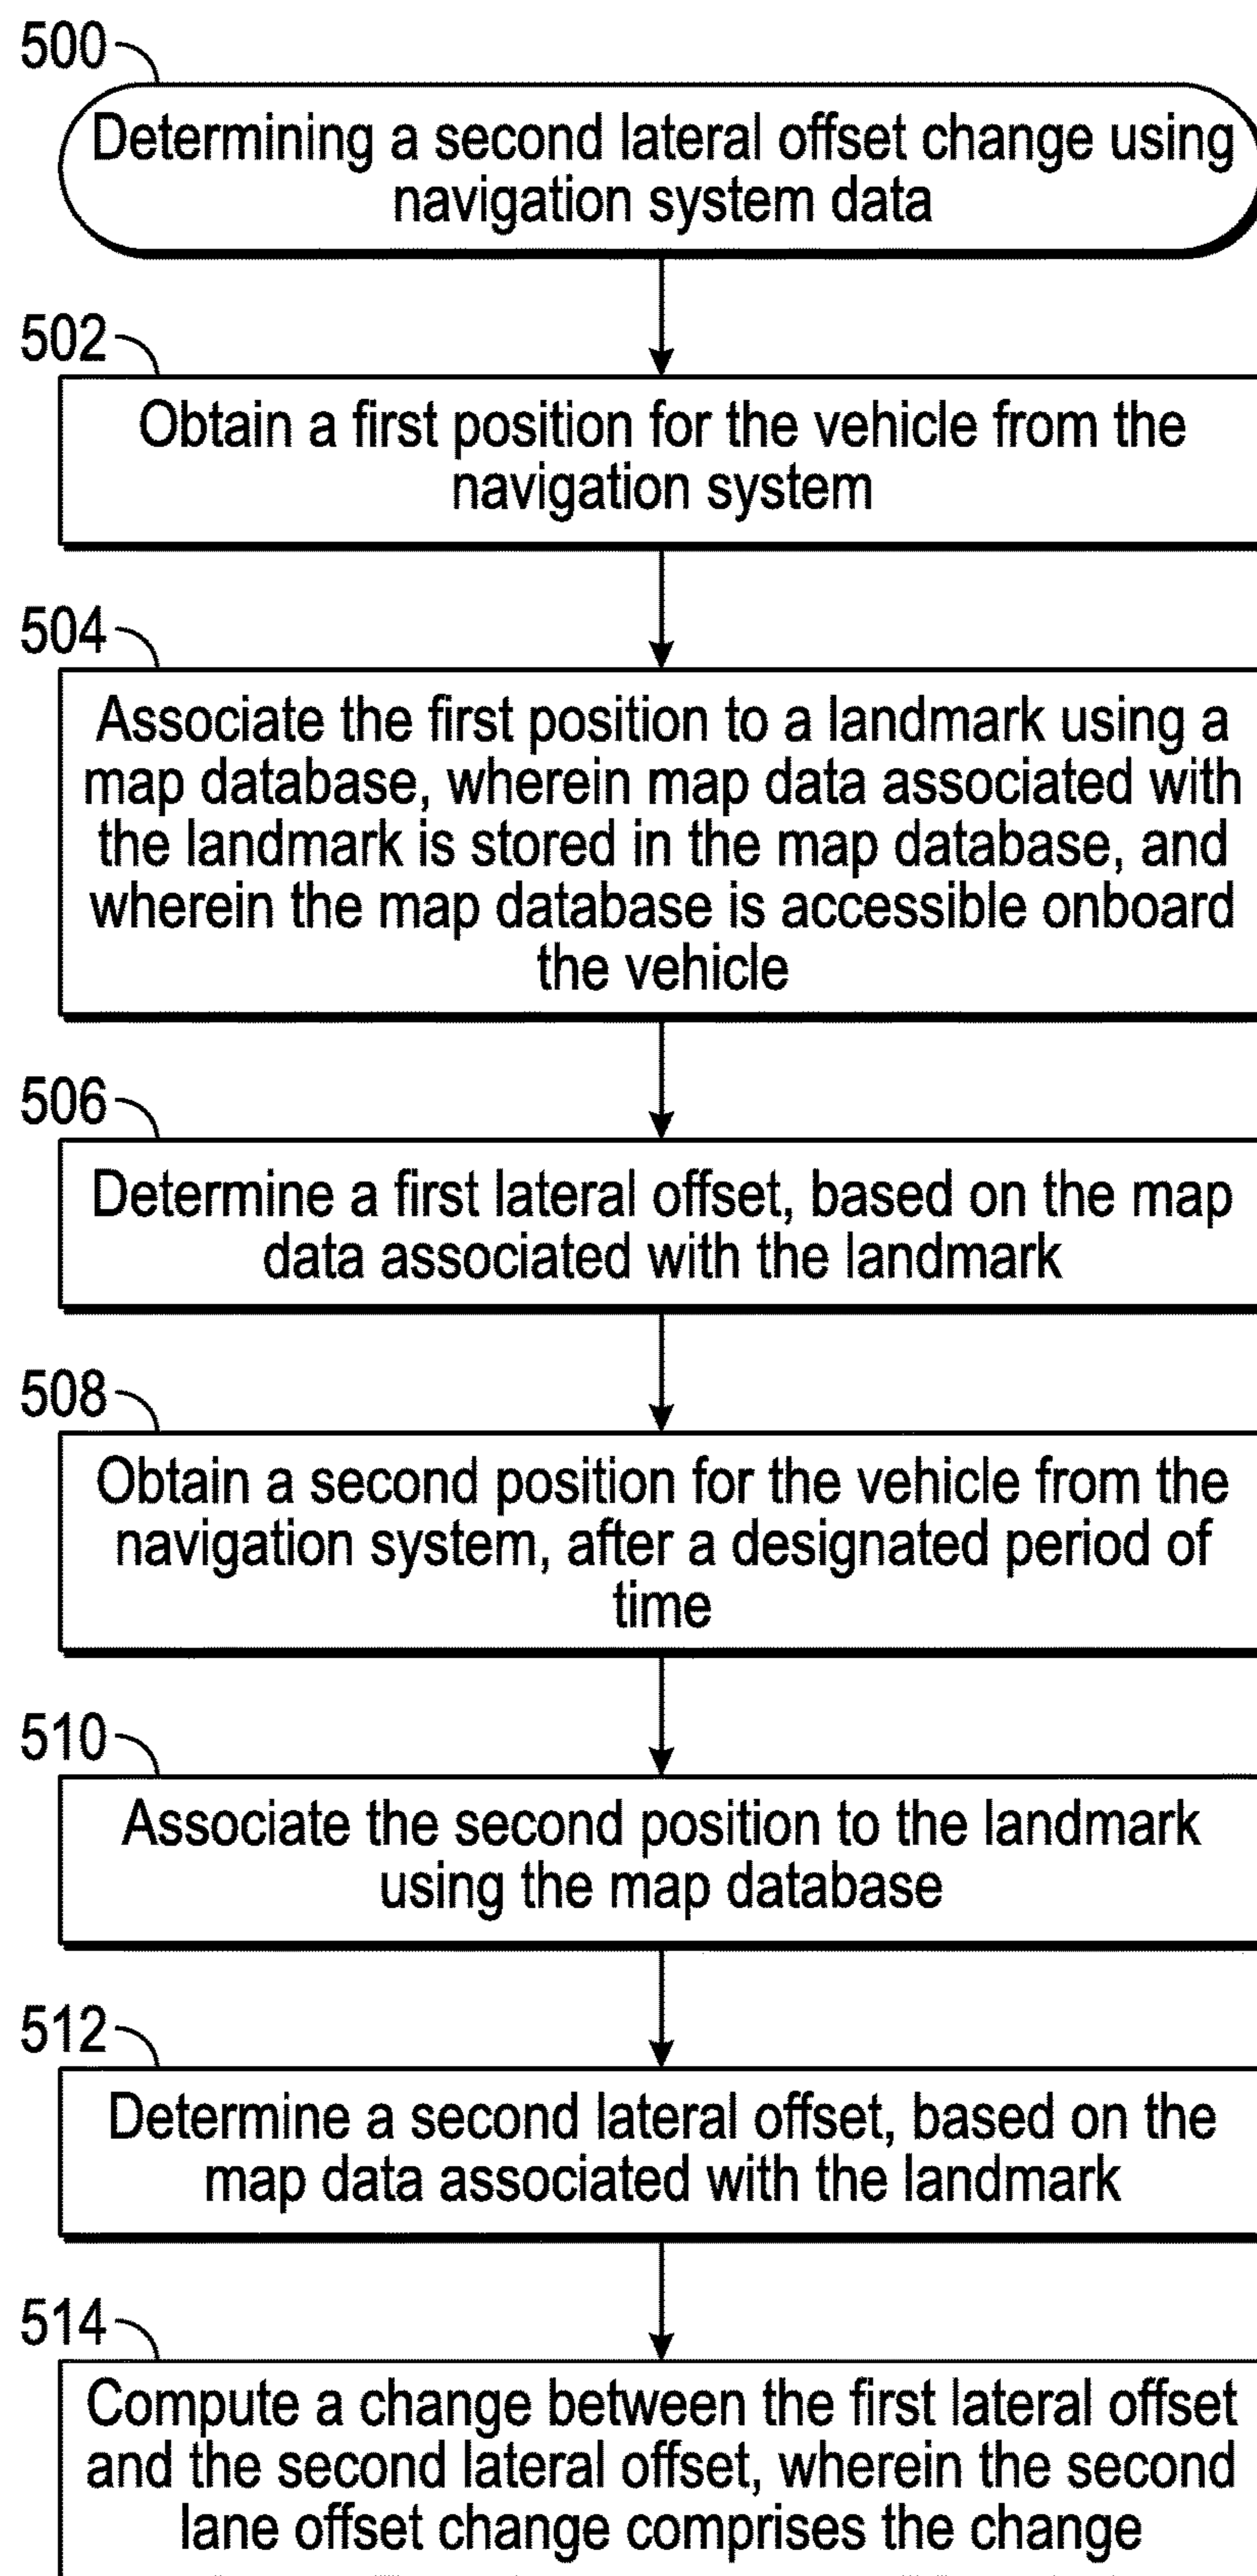 500
Determining a second lateral offset change using
navigation system data
502
Obtain a first position for the vehicle from the
navigation system
504
Associate the first position to a landmark using a
map database, wherein map data associated with
the landmark is stored in the map database, and
wherein the map database is accessible onboard
the vehicle
506
Determine a first lateral offset, based on the map
data associated with the landmark
508
Obtain a second position for the vehicle from the
navigation system, after a designated period of
time
510
Associate the second position to the landmark
using the map database
512
Determine a second lateral offset, based on the
map data associated with the landmark
514
Compute a change between the first lateral offset
and the second lateral offset, wherein the second
lane offset change comprises the change